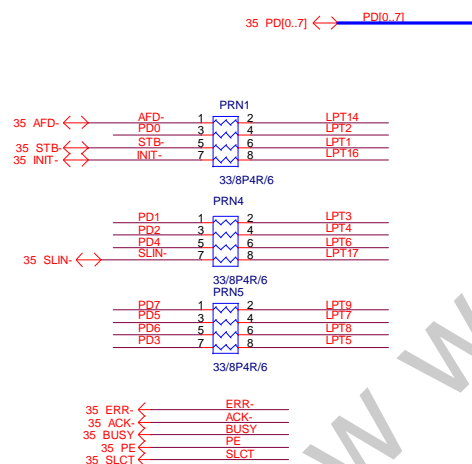 35 PD[0..7] PD[0..7]
PRN1
35 AFD- AFD- 1 2 LPT14
PD0 3 4 LPT2
35 STB- STB- 5 6 LPT1
35 INIT- INIT- 7 8 LPT16
33/8P4R/6
PRN4
PD1 1 2 LPT3
PD2 3 4 LPT4
PD4 5 6 LPT6
35 SLIN- SLIN- 7 8 LPT17
33/8P4R/6
PRN5
PD7 1 2 LPT9
PD5 3 4 LPT7
PD6 5 6 LPT8
PD3 7 8 LPT5
33/8P4R/6
35 ERR- ERR-
35 ACK- ACK-
35 BUSY BUSY
35 PE PE
35 SLCT SLCT
w w